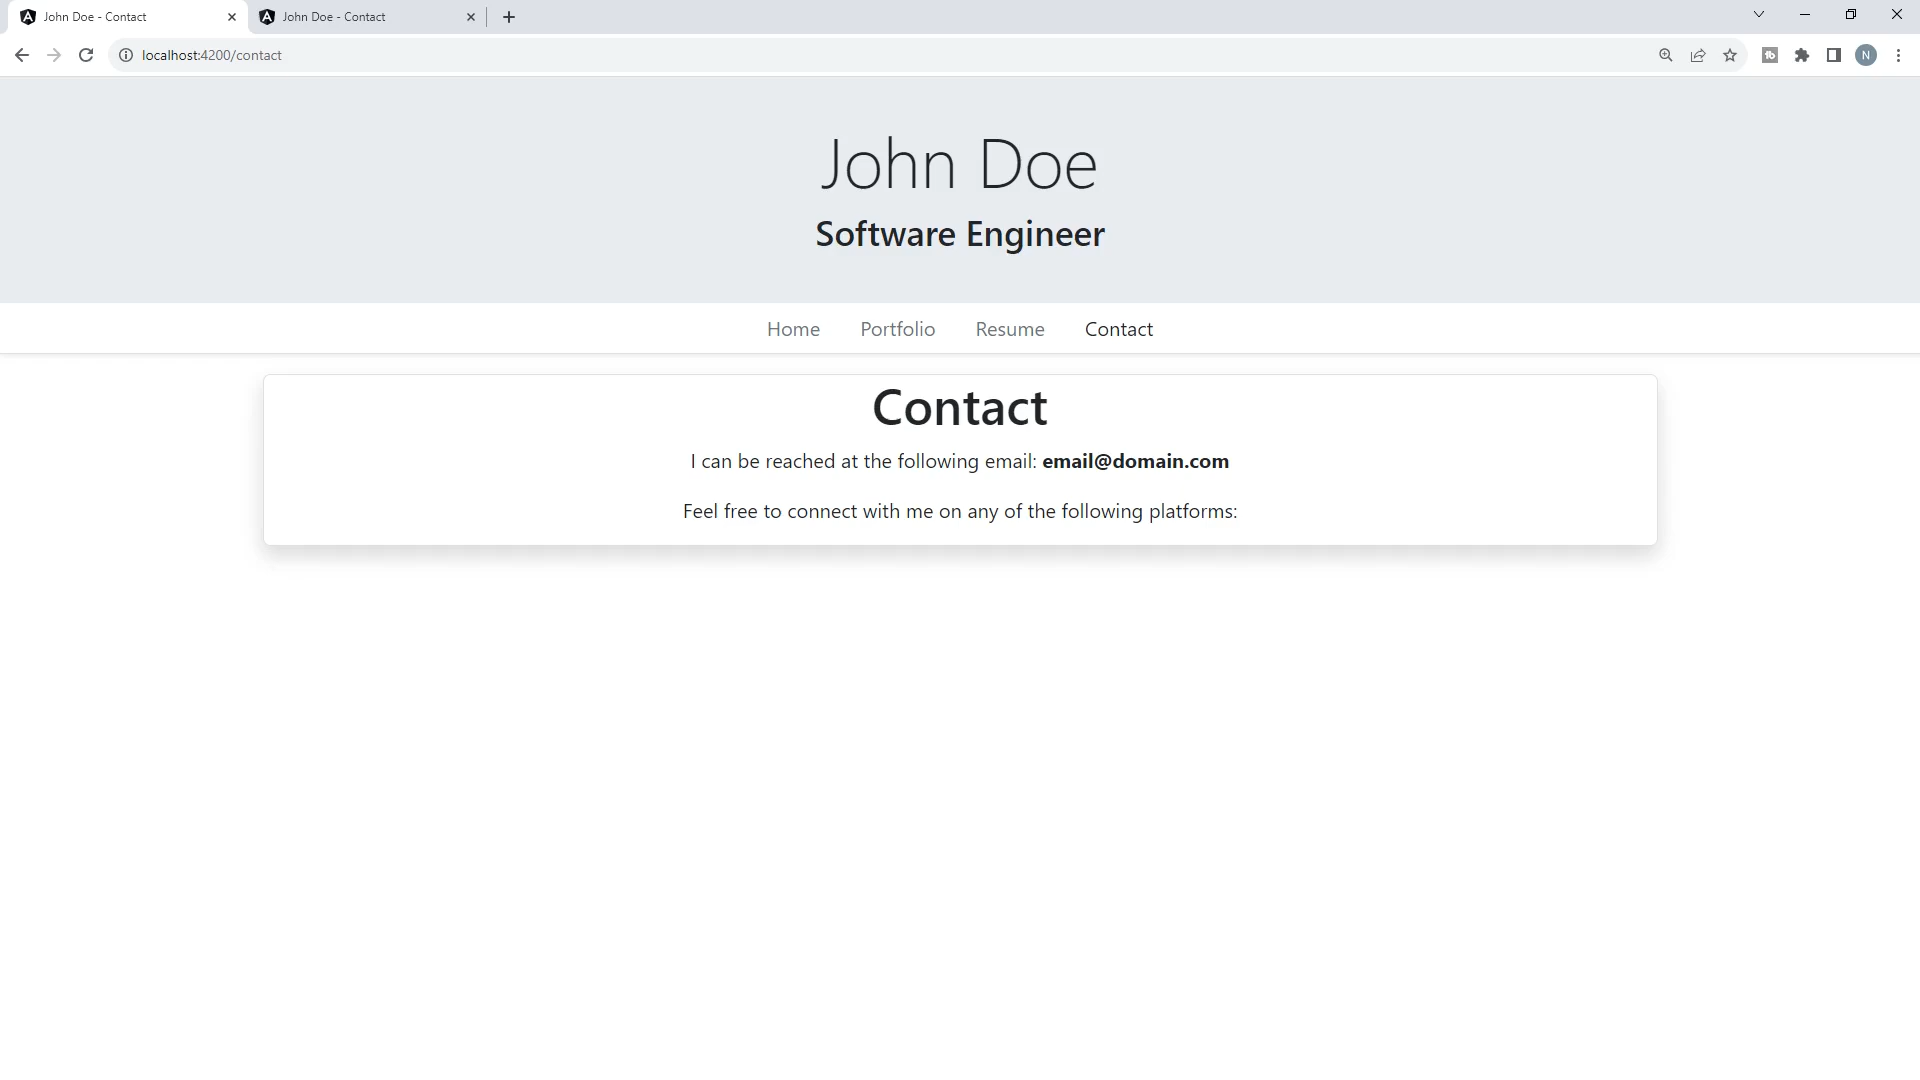 John Doe - Contact
John Doe - Contact
localhost:4200/contact
N
John Doe
Software Engineer
Home Portfolio Resume Contact
Contact
I can be reached at the following email: email@domain.com
Feel free to connect with me on any of the following platforms: